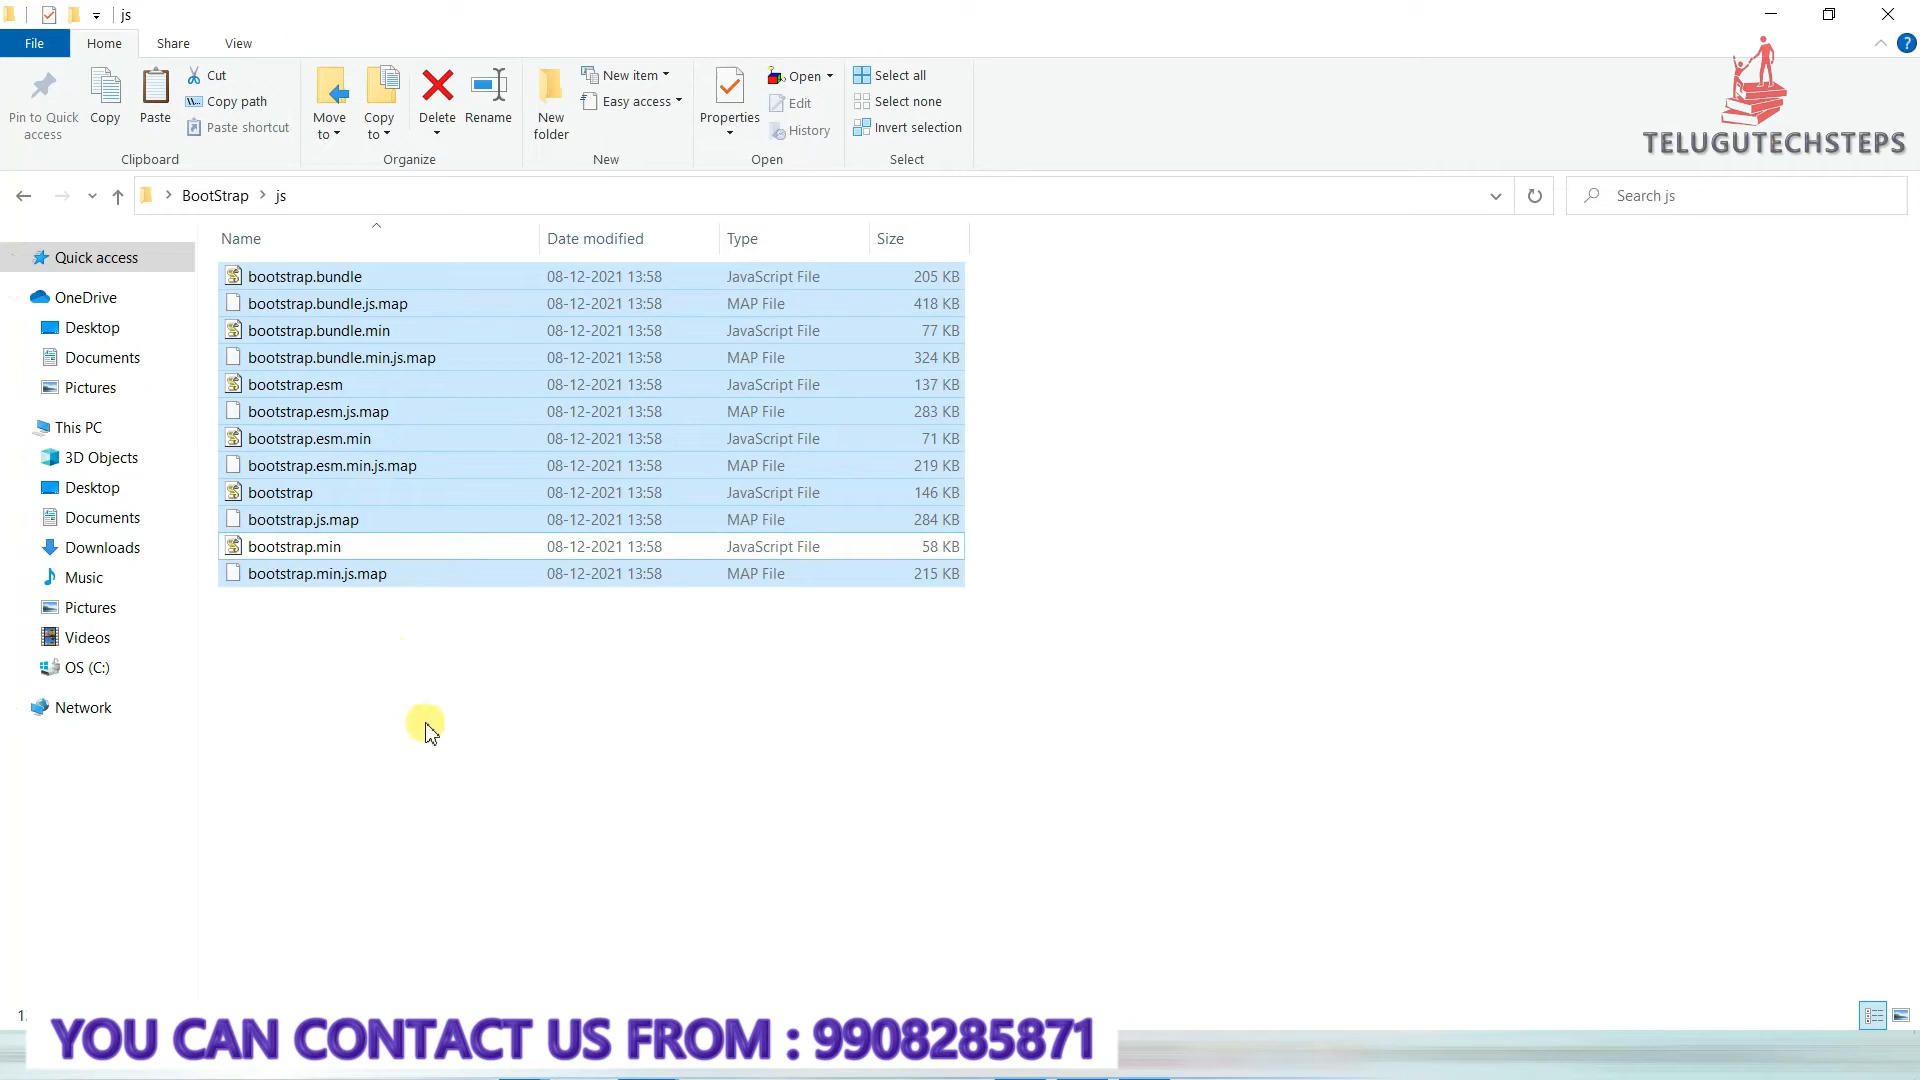 js
File Home Share View
Pin to Quick access
Copy
Paste
Cut
Copy path
Paste shortcut
Clipboard
Move to
Copy to
Delete
Rename
Organize
New folder
New item
Easy access
New
Properties
Open
Edit
History
Open
Select all
Select none
Invert selection
Select
TELUGUTECHSTEPS
BootStrap > js
Search js
Name Date modified Type Size
Quick access
OneDrive
Desktop
Documents
Pictures
This PC
3D Objects
Desktop
Documents
Downloads
Music
Pictures
Videos
OS (C:)
Network
bootstrap.bundle 08-12-2021 13:58 JavaScript File 205 KB
bootstrap.bundle.js.map 08-12-2021 13:58 MAP File 418 KB
bootstrap.bundle.min 08-12-2021 13:58 JavaScript File 77 KB
bootstrap.bundle.min.js.map 08-12-2021 13:58 MAP File 324 KB
bootstrap.esm 08-12-2021 13:58 JavaScript File 137 KB
bootstrap.esm.js.map 08-12-2021 13:58 MAP File 283 KB
bootstrap.esm.min 08-12-2021 13:58 JavaScript File 71 KB
bootstrap.esm.min.js.map 08-12-2021 13:58 MAP File 219 KB
bootstrap 08-12-2021 13:58 JavaScript File 146 KB
bootstrap.js.map 08-12-2021 13:58 MAP File 284 KB
bootstrap.min 08-12-2021 13:58 JavaScript File 58 KB
bootstrap.min.js.map 08-12-2021 13:58 MAP File 215 KB
YOU CAN CONTACT US FROM : 9908285871